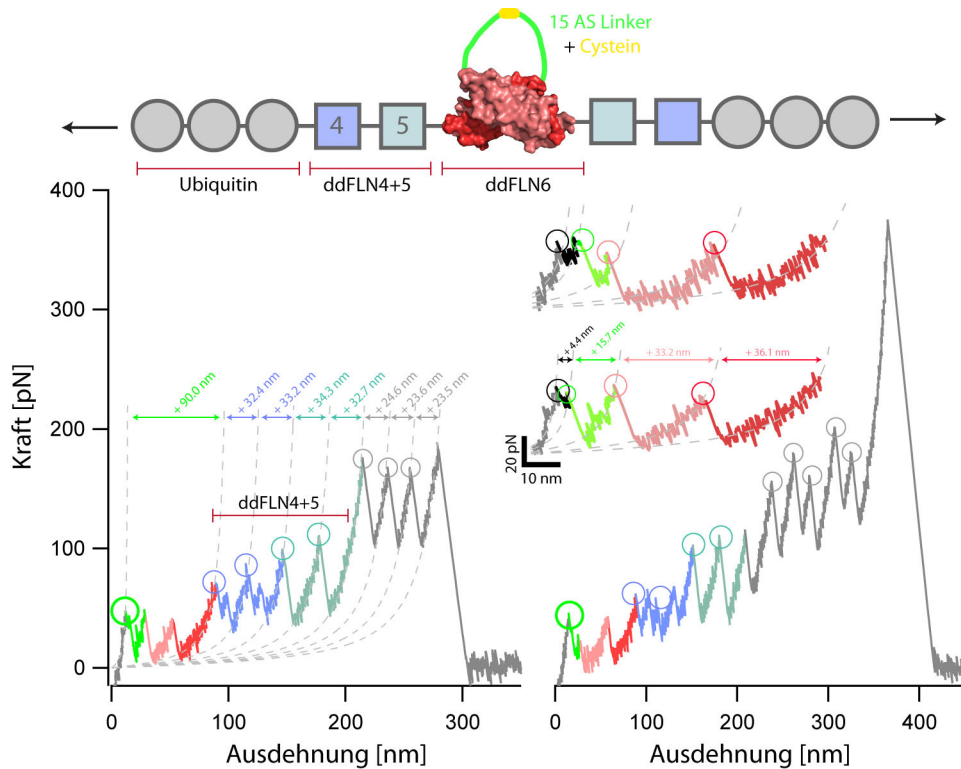 15 AS Linker
+ Cystein
4
5
Ubiquitin
ddFLN4+5
ddFLN6
400
300
200
100
0
Kraft [pN]
+ 90.0 nm
+ 32.4 nm
+ 33.2 nm
+ 34.3 nm
+ 32.7 nm
+ 24.6 nm
+ 23.6 nm
+ 23.5 nm
ddFLN4+5
0
100
200
300
Ausdehnung [nm]
+ 4.4 nm
+ 15.7 nm
+ 33.2 nm
+ 36.1 nm
20 pN
10 nm
0
100
200
300
400
Ausdehnung [nm]